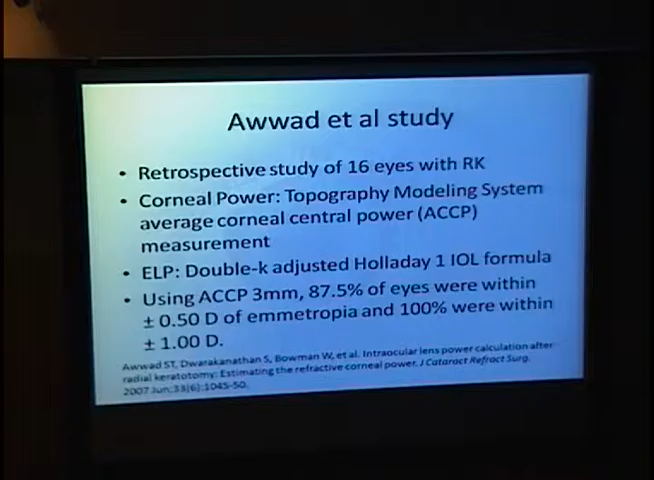 Awwad et al study
• Retrospective study of 16 eyes with RK
• Corneal Power: Topography Modeling System
average corneal central power (ACCP)
measurement
• ELP: Double-k adjusted Holladay 1 IOL formula
• Using ACCP 3mm, 87.5% of eyes were within
± 0.50 D of emmetropia and 100% were within
± 1.00 D.
Awwad ST, Dwarakanathan S, Bowman W, et al. Intraocular lens power calculation after
radial keratotomy: Estimating the refractive corneal power. J Cataract Refract Surg.
2007 Jun;33(6):1045-50.